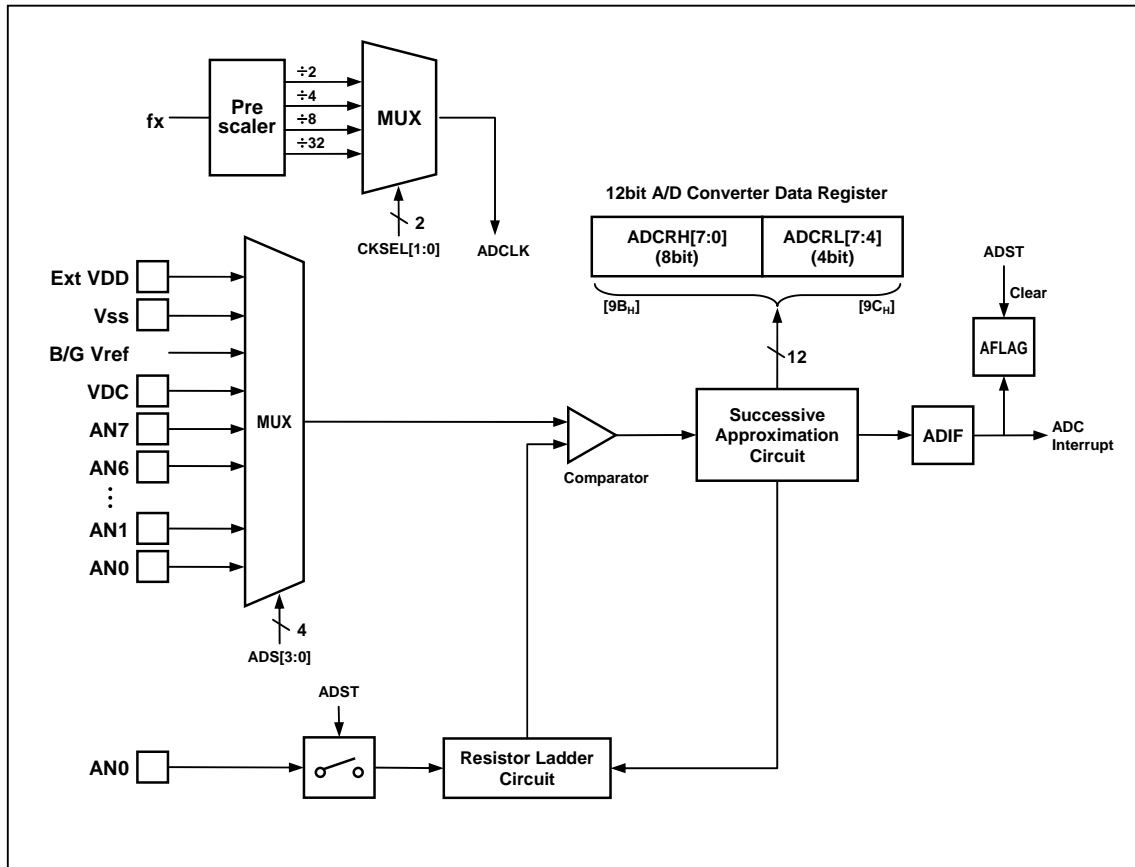 fx
Pre
scaler
÷2
÷4
÷8
÷32
MUX
2
CKSEL[1:0]
ADCLK
12bit A/D Converter Data Register
ADCRH[7:0]
(8bit)
ADCRL[7:4]
(4bit)
[9BH]
[9CH]
ADST
Clear
AFLAG
12
Ext VDD
Vss
B/G Vref
VDC
AN7
AN6
AN1
AN0
MUX
4
ADS[3:0]
Comparator
Successive
Approximation
Circuit
ADIF
ADC
Interrupt
ADST
AN0
Resistor Ladder
Circuit